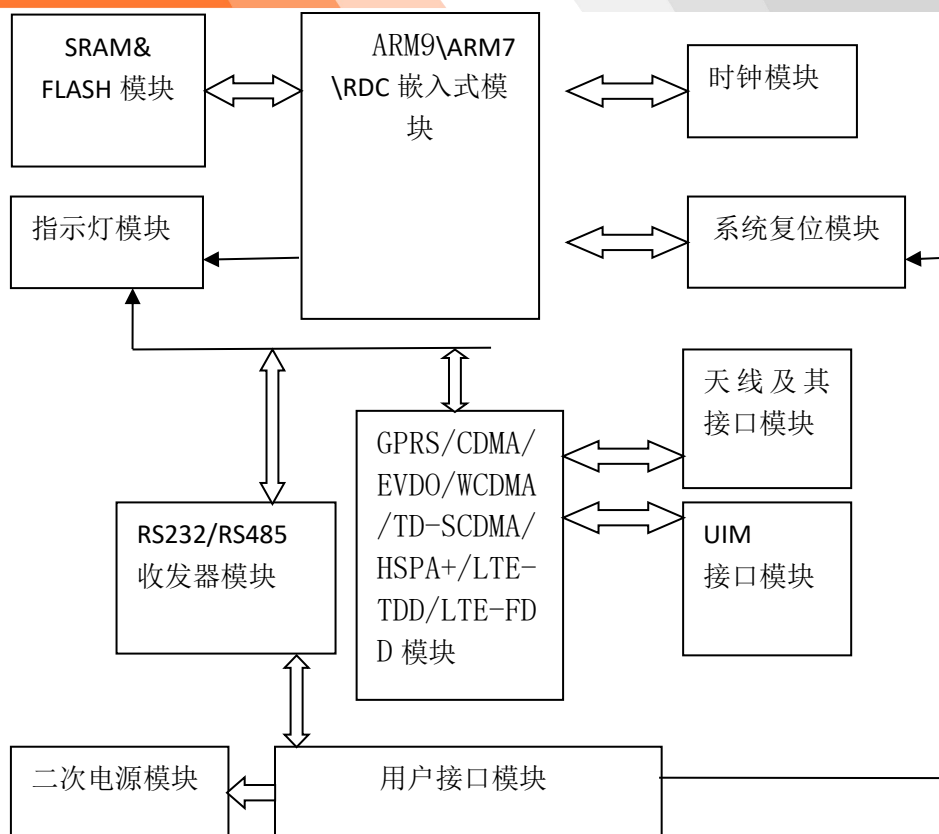 SRAM&
FLASH 模块
ARM9\ARM7
\RDC 嵌入式模
块
时钟模块
指示灯模块
系统复位模块
天线及其
接口模块
GPRS/CDMA/
EVDO/WCDMA
/TD-SCDMA/
HSPA+/LTE-
TDD/LTE-FD
D 模块
RS232/RS485
收发器模块
UIM
接口模块
二次电源模块
用户接口模块